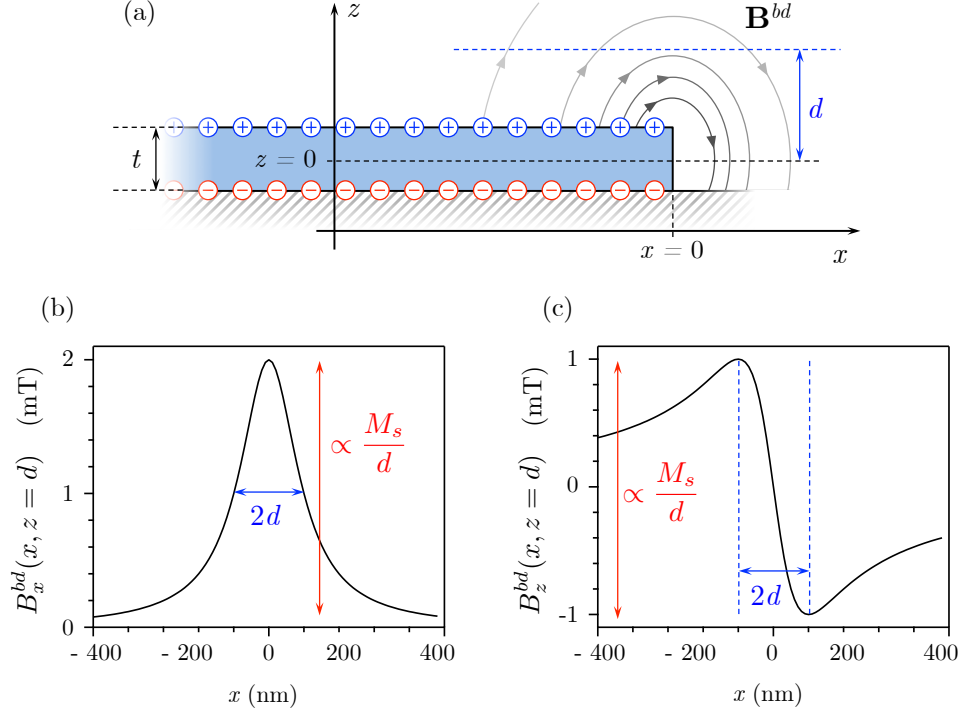 (a)
z
B^{bd}
d
+ + + + + + + + + + + + + + +
t
z = 0
− − − − − − − − − − − − − − −
x = 0
x
(b)
(c)
B_x^{bd}(x, z = d) (mT)
2
1
0
∝ M_s/d
2d
- 400
- 200
0
200
400
x (nm)
B_z^{bd}(x, z = d) (mT)
1
0
-1
∝ M_s/d
2d
- 400
- 200
0
200
400
x (nm)